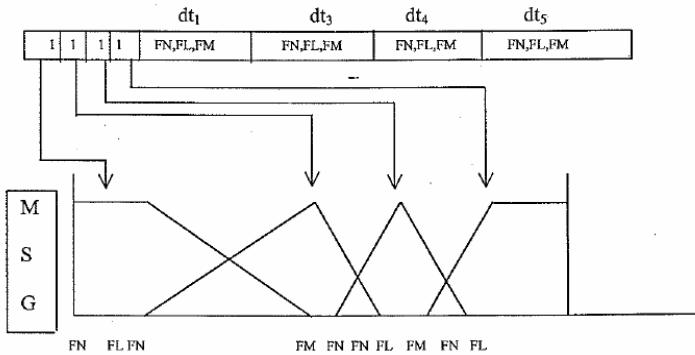 dt₁ dt₃ dt₄ dt₅
1 1 1 1 FN,FL,FM FN,FL,FM FN,FL,FM FN,FL,FM
M
S
G
FN FL FN FM FN FN FL FM FN FL